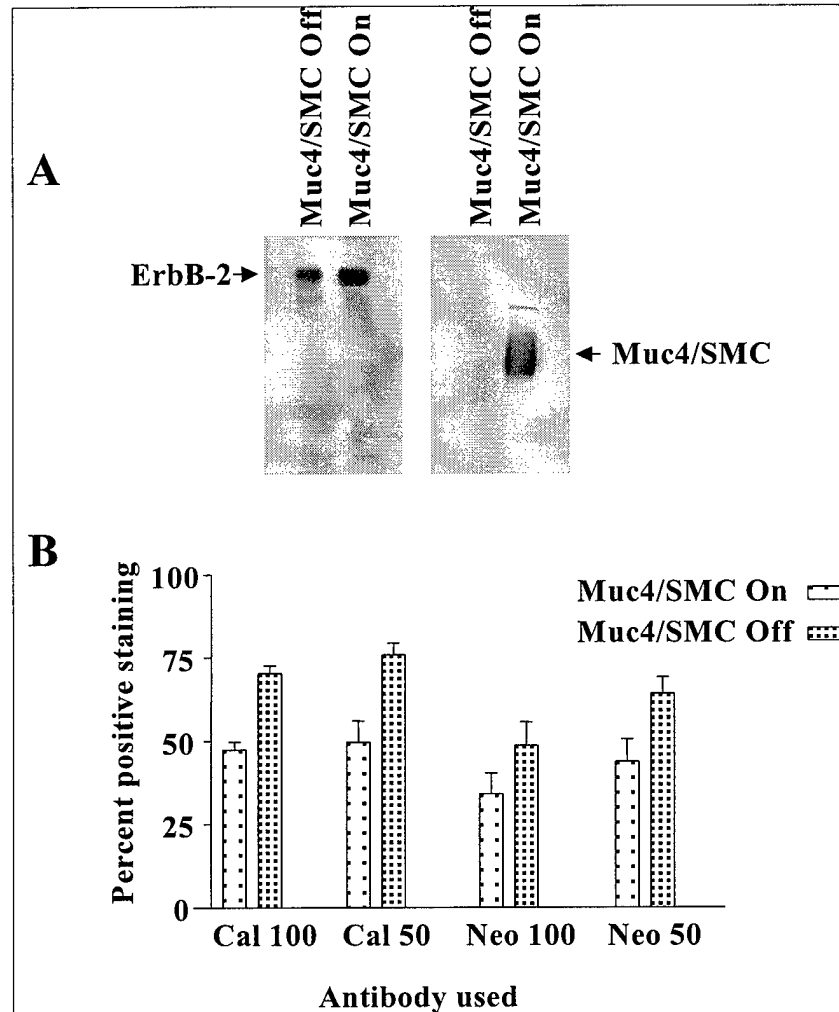 A
Muc4/SMC Off
Muc4/SMC On
Muc4/SMC Off
Muc4/SMC On
ErbB-2
Muc4/SMC
B
Percent positive staining
100
75
50
25
0
Muc4/SMC On
Muc4/SMC Off
Cal 100
Cal 50
Neo 100
Neo 50
Antibody used